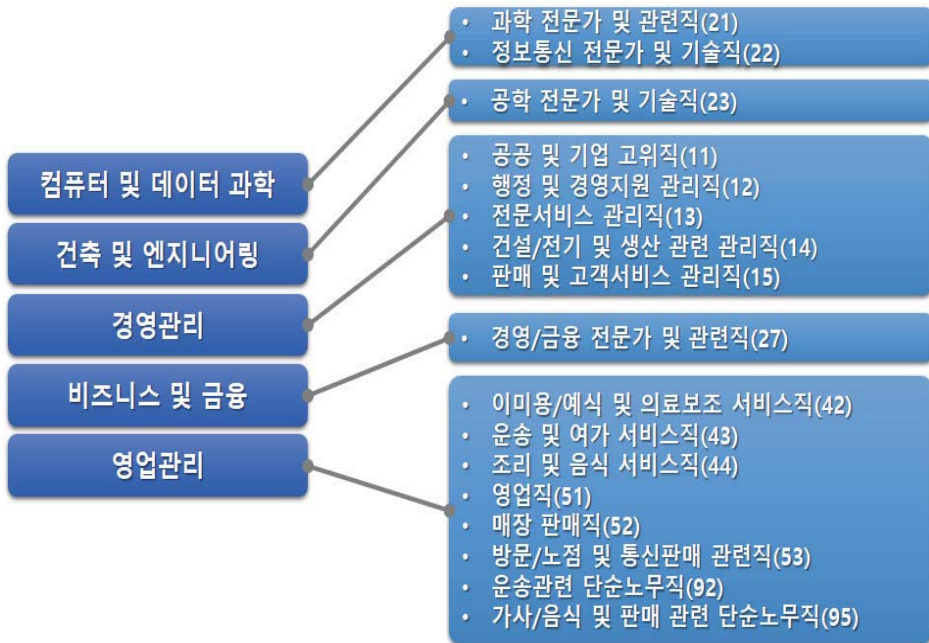 컴퓨터 및 데이터 과학
건축 및 엔지니어링
경영관리
비즈니스 및 금융
영업관리
• 과학 전문가 및 관련직(21)
• 정보통신 전문가 및 기술직(22)
• 공학 전문가 및 기술직(23)
• 공공 및 기업 고위직(11)
• 행정 및 경영지원 관리직(12)
• 전문서비스 관리직(13)
• 건설/전기 및 생산 관련 관리직(14)
• 판매 및 고객서비스 관리직(15)
• 경영/금융 전문가 및 관련직(27)
• 이미용/예식 및 의료보조 서비스직(42)
• 운송 및 여가 서비스직(43)
• 조리 및 음식 서비스직(44)
• 영업직(51)
• 매장 판매직(52)
• 방문/노점 및 통신판매 관련직(53)
• 운송관련 단순노무직(92)
• 가사/음식 및 판매 관련 단순노무직(95)